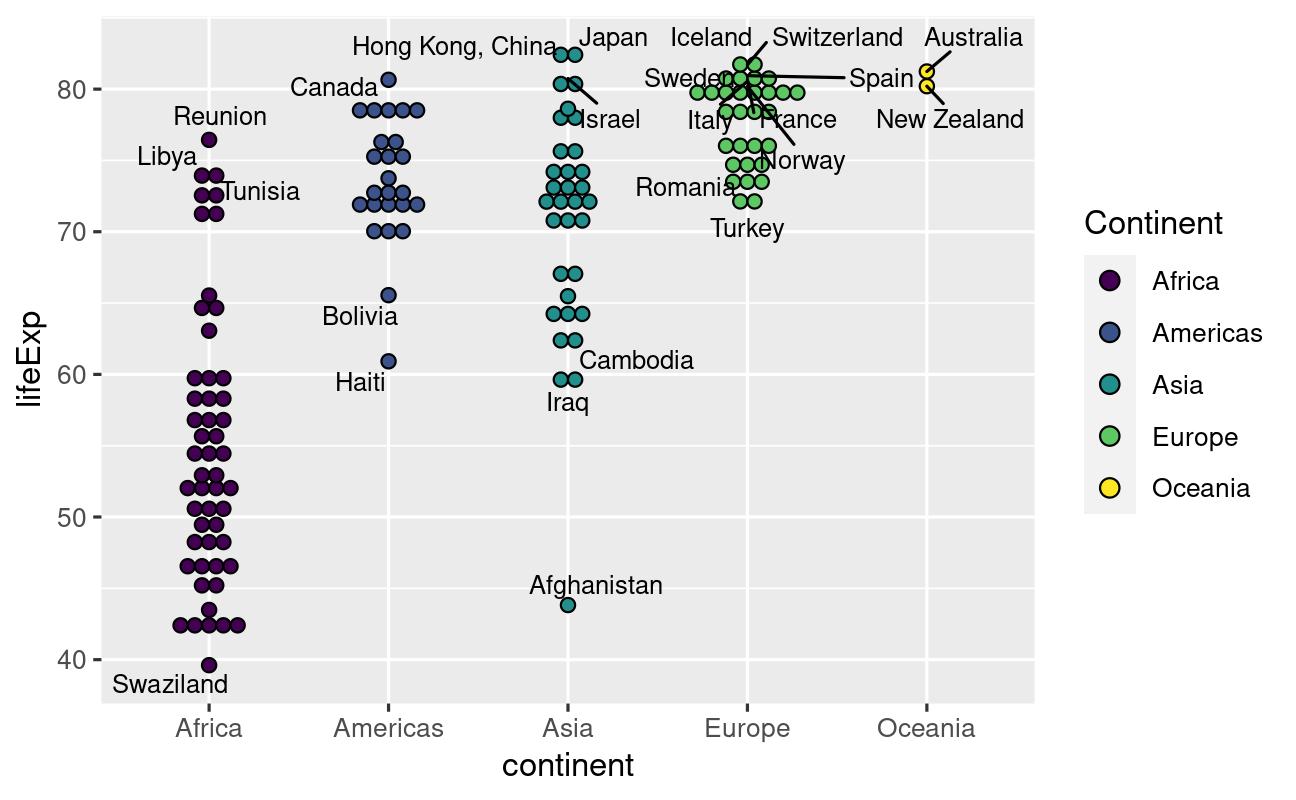 Hong Kong, China
Japan
Iceland
Switzerland
Australia
Canada
Sweden
Spain
Reunion
Israel
Italy
France
New Zealand
Libya
Norway
Tunisia
Romania
Turkey
Bolivia
Cambodia
Haiti
Iraq
Afghanistan
Swaziland
80
70
60
50
40
lifeExp
Africa
Americas
Asia
Europe
Oceania
continent
Continent
Africa
Americas
Asia
Europe
Oceania